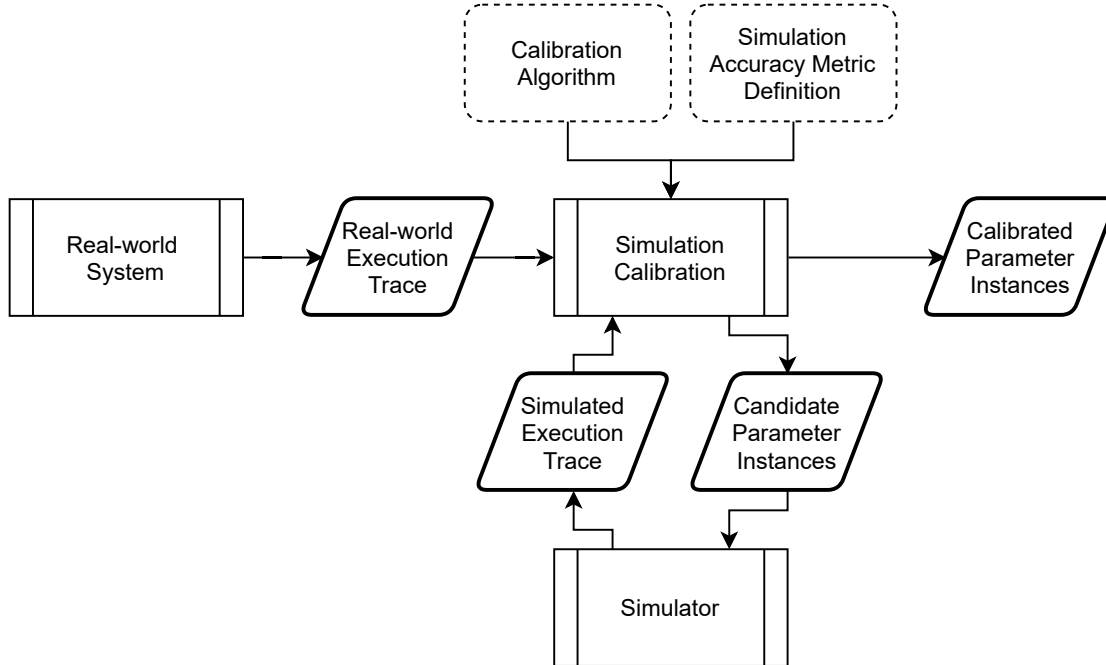 Calibration
Algorithm
Simulation
Accuracy Metric
Definition
Real-world
System
Real-world
Execution
Trace
Simulation
Calibration
Calibrated
Parameter
Instances
Simulated
Execution
Trace
Candidate
Parameter
Instances
Simulator